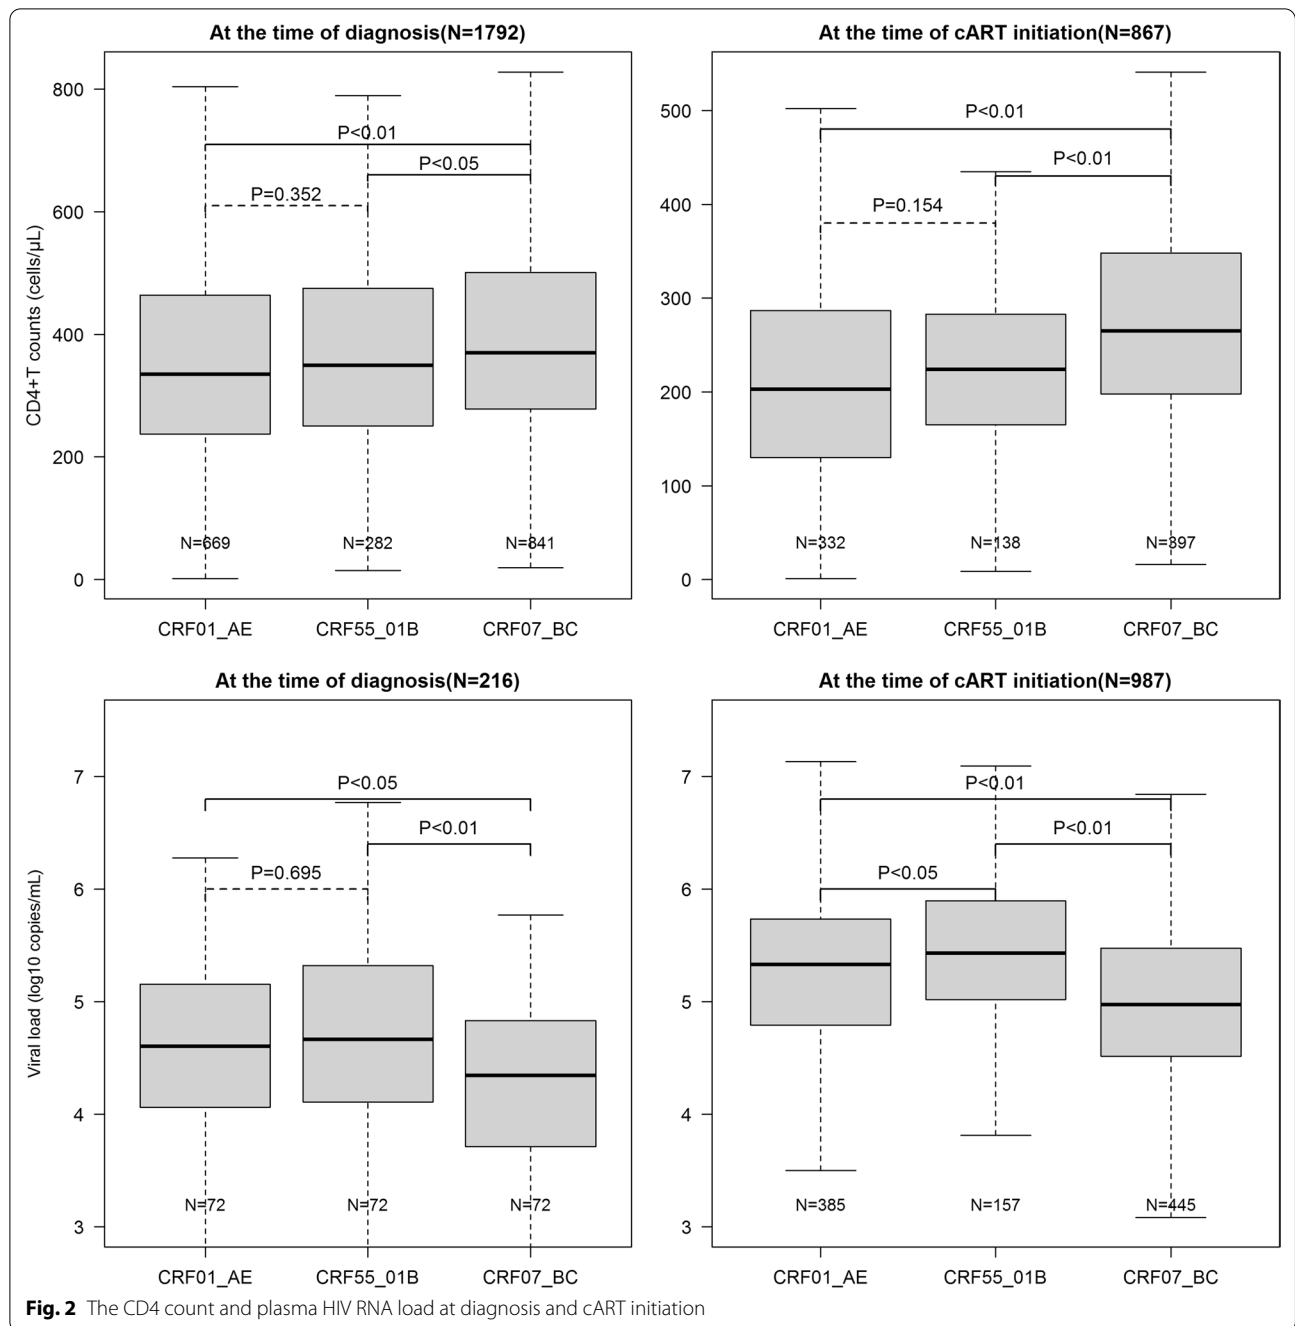 At the time of diagnosis(N=1792)
At the time of cART initiation(N=867)
CD4+T counts (cells/µL)
800
600
400
200
0
P<0.01
P<0.05
P=0.352
N=669
N=282
N=841
CRF01_AE
CRF55_01B
CRF07_BC
500
400
300
200
100
0
P<0.01
P<0.01
P=0.154
N=332
N=138
N=397
CRF01_AE
CRF55_01B
CRF07_BC
At the time of diagnosis(N=216)
At the time of cART initiation(N=987)
Viral load (log10 copies/mL)
7
6
5
4
3
P<0.05
P<0.01
P=0.695
N=72
N=72
N=72
CRF01_AE
CRF55_01B
CRF07_BC
7
6
5
4
3
P<0.01
P<0.01
P<0.05
N=385
N=157
N=445
CRF01_AE
CRF55_01B
CRF07_BC
Fig. 2 The CD4 count and plasma HIV RNA load at diagnosis and cART initiation